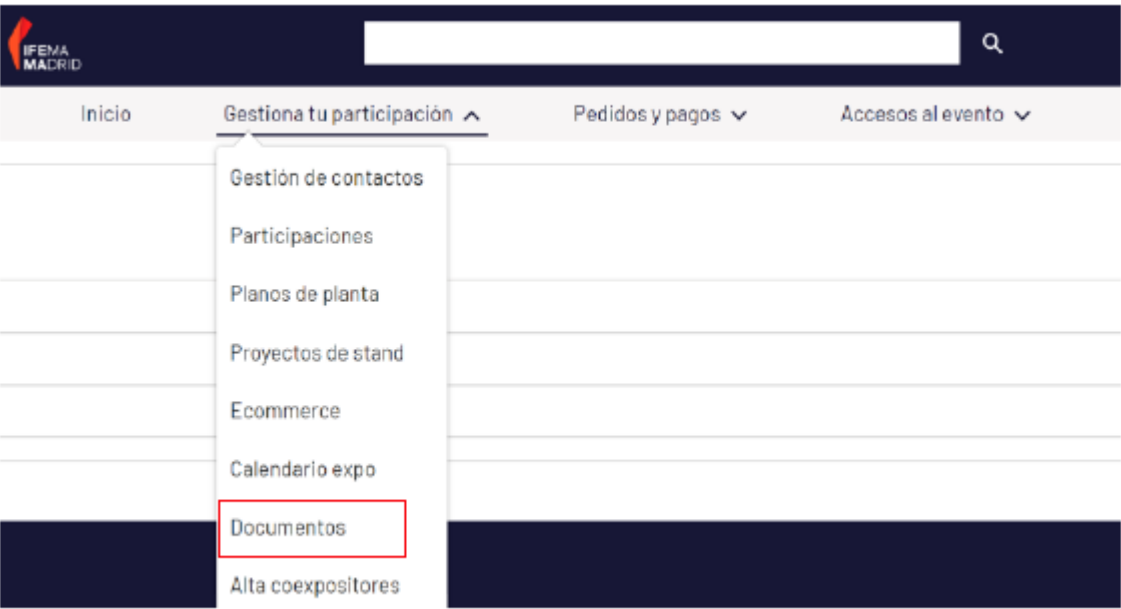 IFEMA
MADRID
Inicio
Gestiona tu participación
Pedidos y pagos
Accesos al evento
Gestión de contactos
Participaciones
Planos de planta
Proyectos de stand
Ecommerce
Calendario expo
Documentos
Alta coexpositores